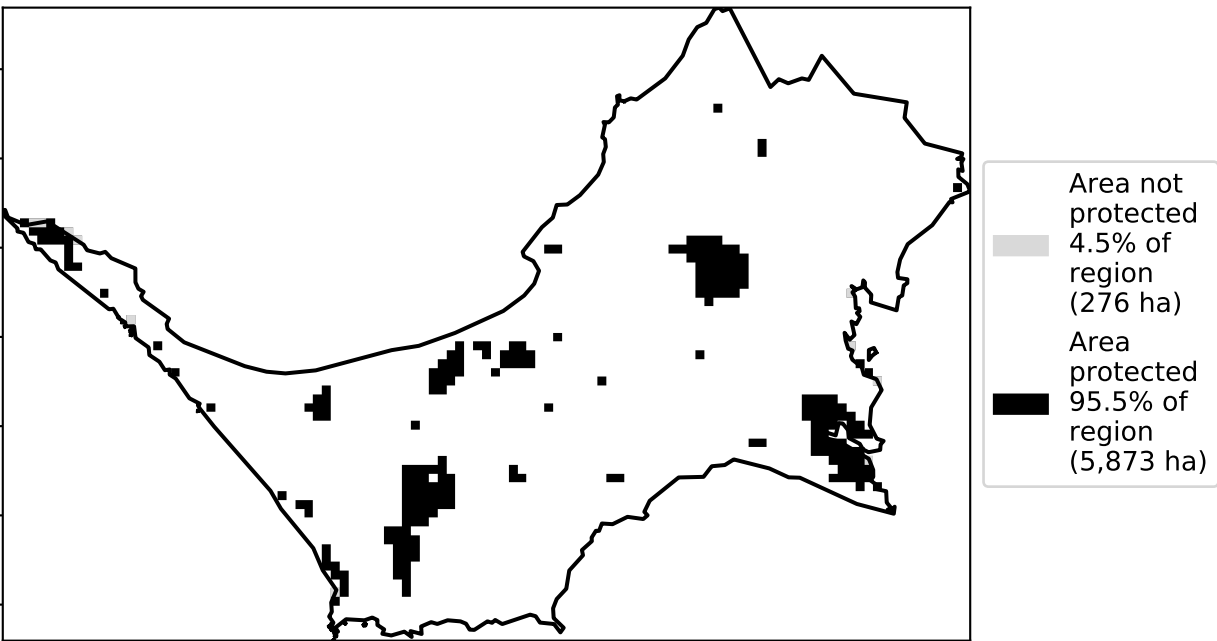 Area not
protected
4.5% of
region
(276 ha)
Area
protected
95.5% of
region
(5,873 ha)